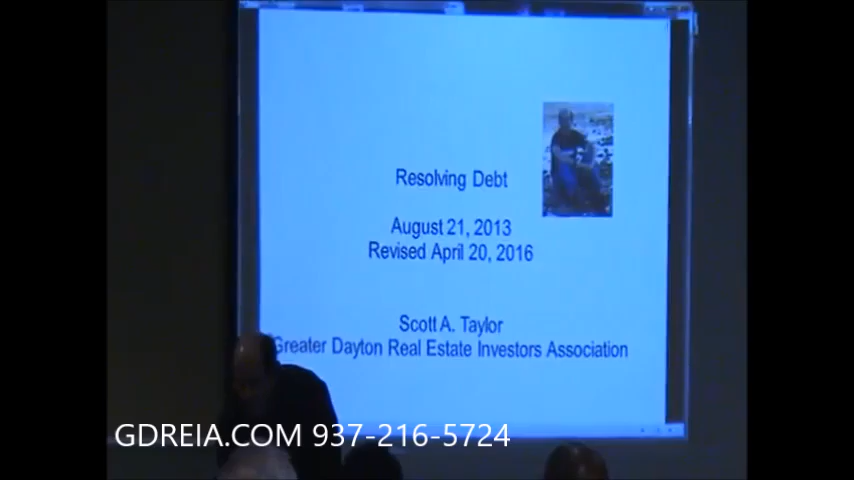 Resolving Debt
August 21, 2013
Revised April 20, 2016
Scott A. Taylor
Greater Dayton Real Estate Investors Association
GDREIA.COM 937-216-5724